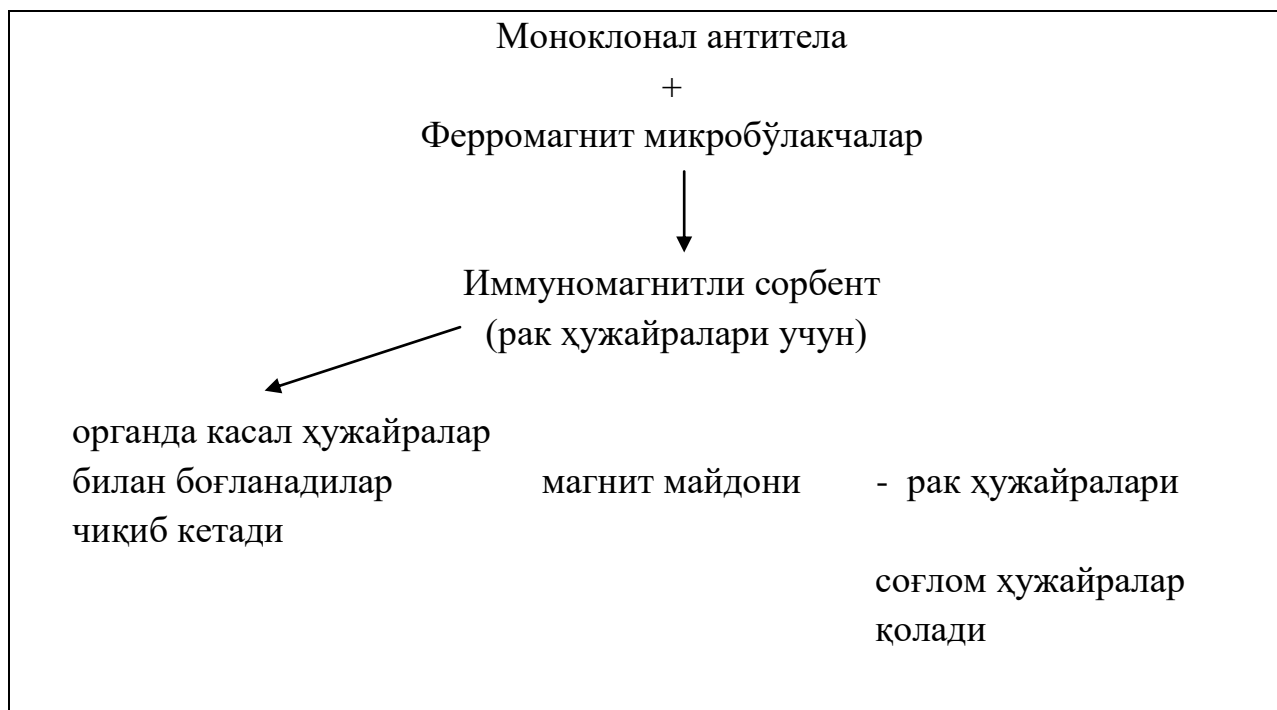 Моноклонал антитела
+
Ферромагнит микробўлакчалар
Иммуномагнитли сорбент
(рак ҳужайралари учун)
органда касал ҳужайралар
билан боғланадилар магнит майдони - рак ҳужайралари
чиқиб кетади
соғлом ҳужайралар
қолади